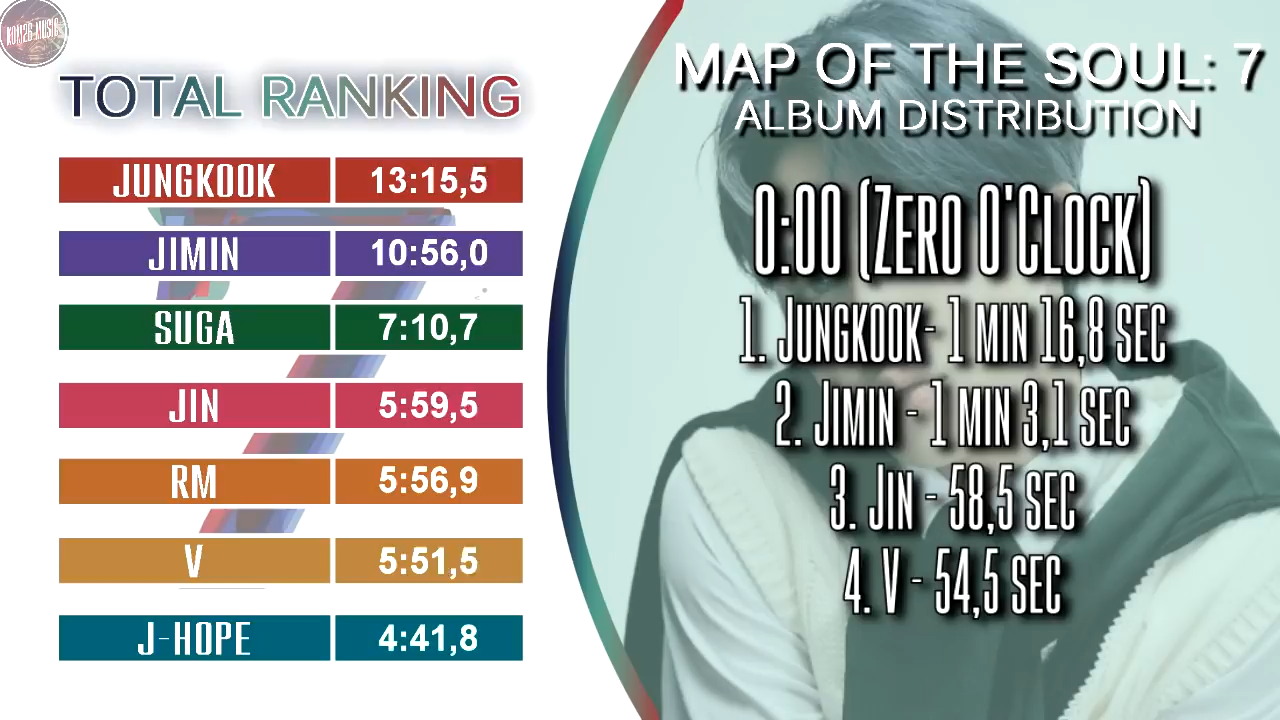 KOM26 MUSIC
TOTAL RANKING
JUNGKOOK 13:15,5
JIMIN 10:56,0
SUGA 7:10,7
JIN 5:59,5
RM 5:56,9
V 5:51,5
J-HOPE 4:41,8
MAP OF THE SOUL: 7
ALBUM DISTRIBUTION
0:00 (ZERO O'CLOCK)
1. JUNGKOOK- 1 MIN 16,8 SEC
2. JIMIN - 1 MIN 3,1 SEC
3. JIN - 58,5 SEC
4. V - 54,5 SEC